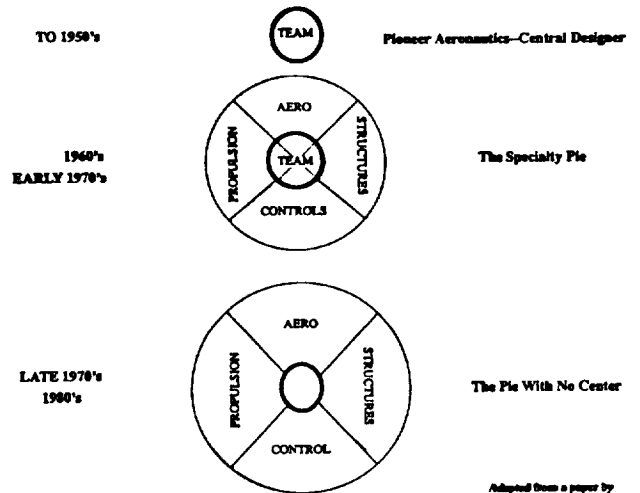 TO 1950's
TEAM
Pioneer Aeronautics--Central Designer
AERO
PROPULSION
TEAM
STRUCTURES
CONTROLS
1960's
EARLY 1970's
The Specialty Pie
AERO
PROPULSION
STRUCTURES
CONTROL
LATE 1970's
1980's
The Pie With No Center
Adapted from a paper by